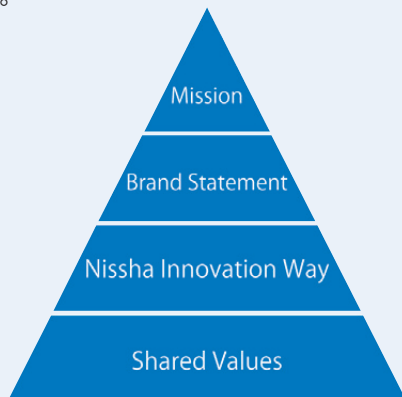 Mission
Brand Statement
Nissha Innovation Way
Shared Values